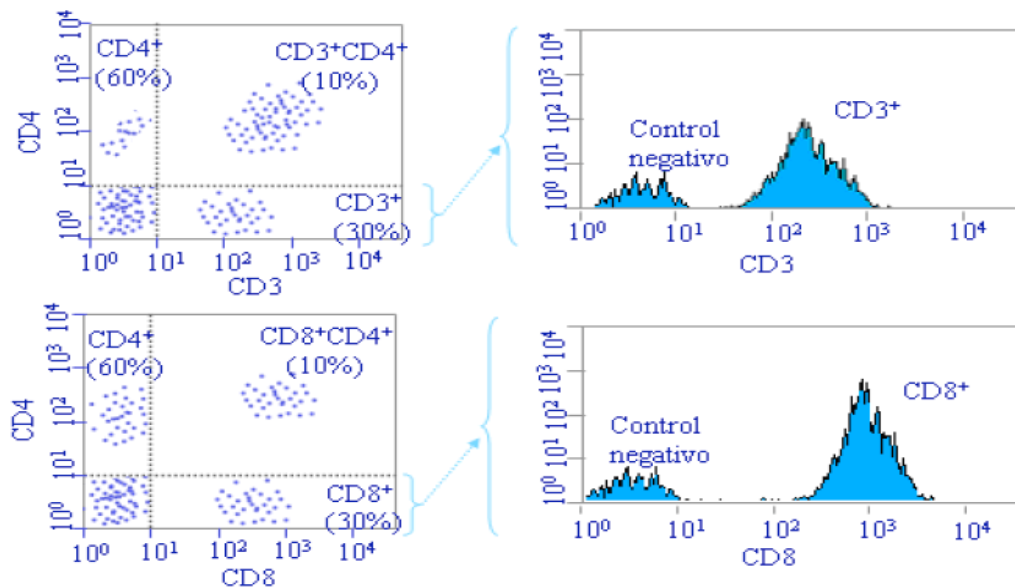 CD4
10⁰ 10¹ 10² 10³ 10⁴
CD4⁺
(60%)
CD3⁺CD4⁺
(10%)
CD3⁺
(30%)
10⁰ 10¹ 10² 10³ 10⁴
CD3
10⁰ 10¹ 10² 10³ 10⁴
Control
negativo
CD3⁺
10⁰ 10¹ 10² 10³ 10⁴
CD3
CD4
10⁰ 10¹ 10² 10³ 10⁴
CD4⁺
(60%)
CD8⁺CD4⁺
(10%)
CD8⁺
(30%)
10⁰ 10¹ 10² 10³ 10⁴
CD8
10⁰ 10¹ 10² 10³ 10⁴
Control
negativo
CD8⁺
10⁰ 10¹ 10² 10³ 10⁴
CD8